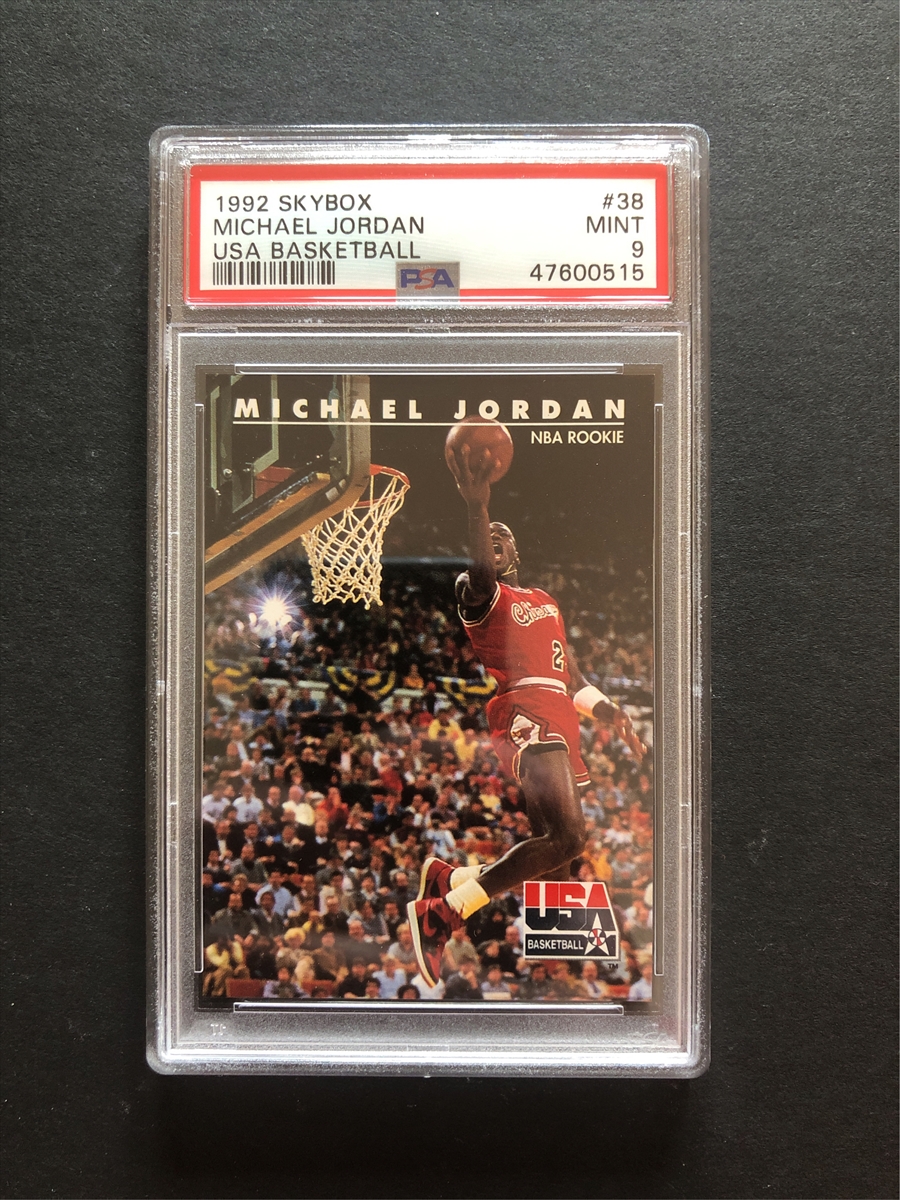 1992 SKYBOX #38
MICHAEL JORDAN MINT
USA BASKETBALL 9
PSA 47600515
MICHAEL JORDAN
NBA ROOKIE
Chicago
2
USA
BASKETBALL
TM